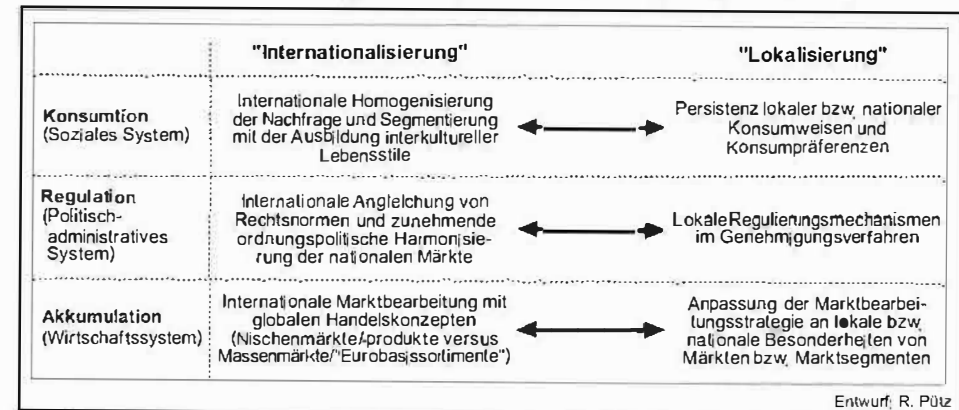 "Internationalisierung"
"Lokalisierung"
Konsumtion
(Soziales System)
Internationale Homogenisierung
der Nachfrage und Segmentierung
mit der Ausbildung interkultureller
Lebensstile
Persistenz lokaler bzw. nationaler
Konsumweisen und
Konsumpräferenzen
Regulation
(Politisch-
administratives
System)
Internationale Angleichung von
Rechtsnormen und zunehmende
ordnungspolitische Harmonisie-
rung der nationalen Märkte
Lokale Regulierungsmechanismen
im Genehmigungsverfahren
Akkumulation
(Wirtschaftssystem)
Internationale Marktbearbeitung mit
globalen Handelskonzepten
(Nischenmärkte/-produkte versus
Massenmärkte/"Eurobasissortimente")
Anpassung der Marktbearbei-
tungsstrategie an lokale bzw.
nationale Besonderheiten von
Märkten bzw. Marktsegmenten
Entwurf: R. Pütz